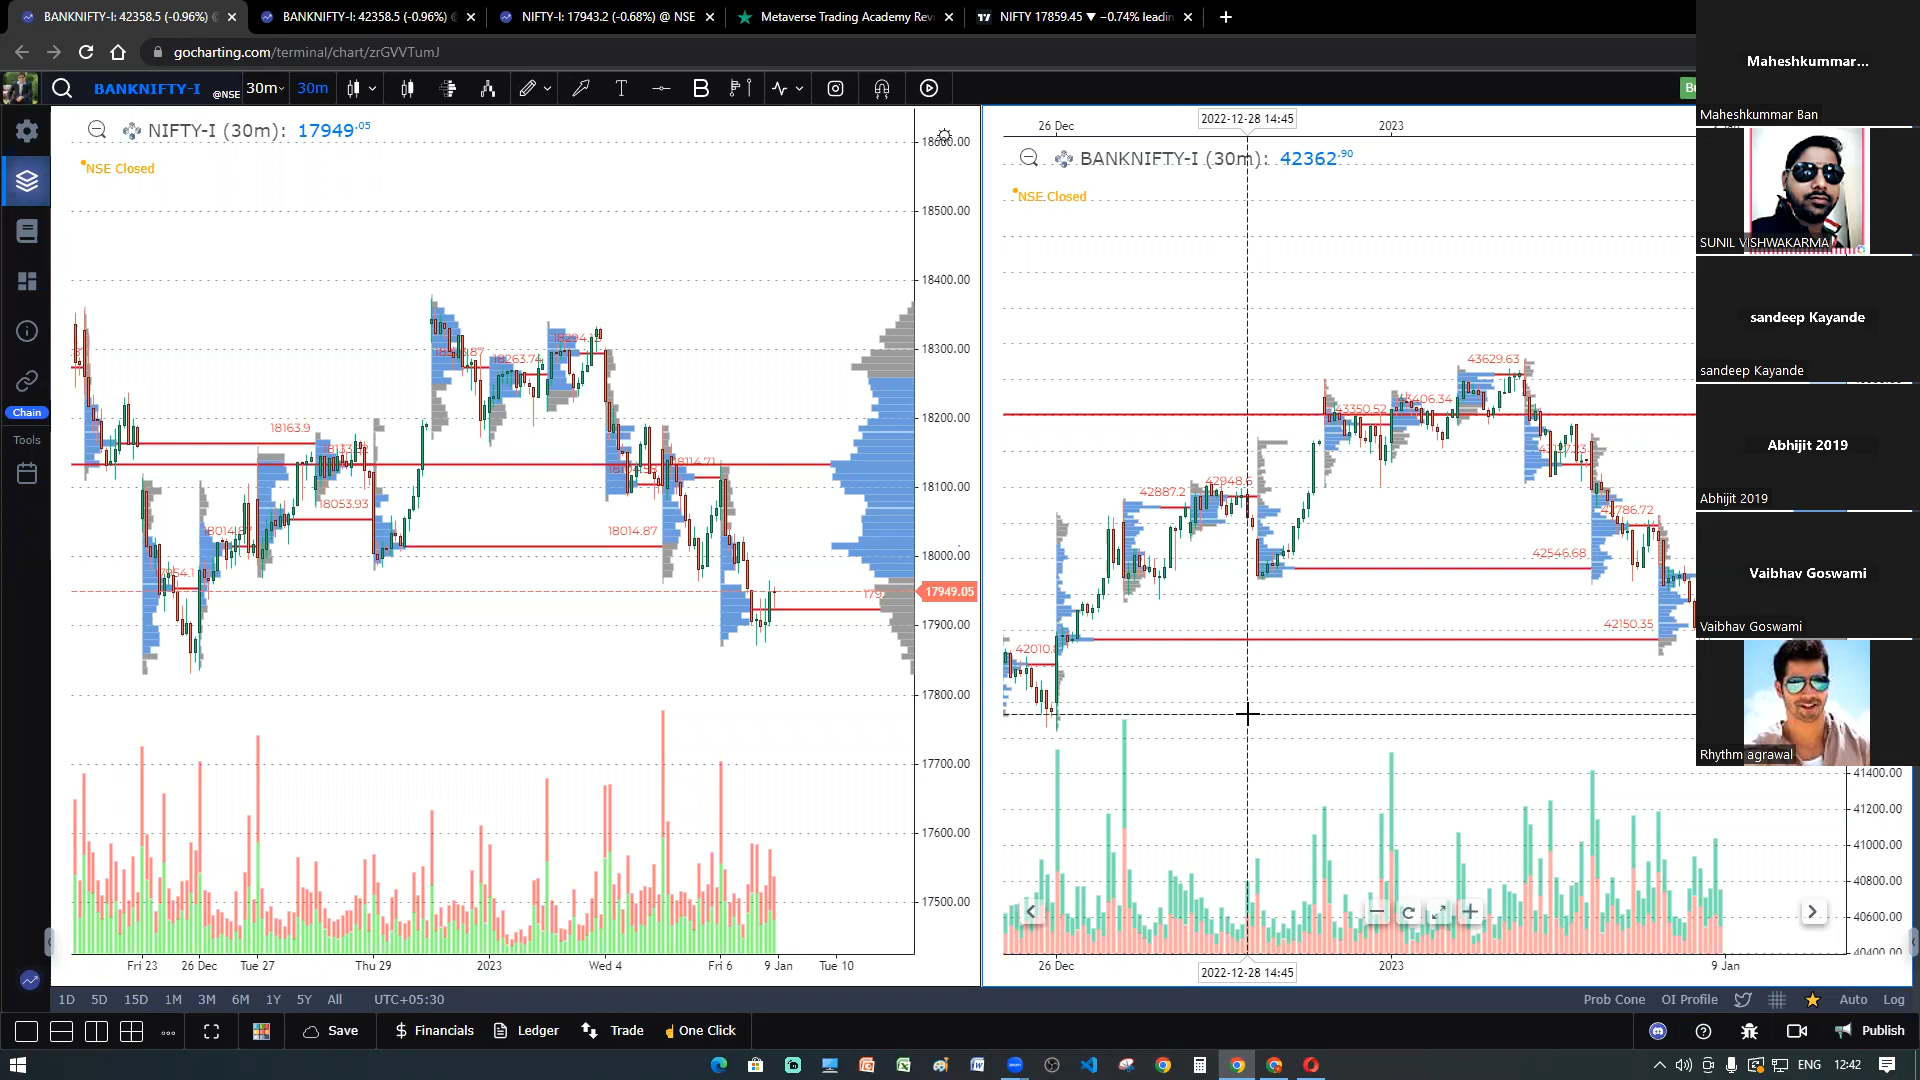 BANKNIFTY-I: 42358.5 (-0.96%) @
BANKNIFTY-I: 42358.5 (-0.96%) @
NIFTY-I: 17943.2 (-0.68%) @ NSE
Metaverse Trading Academy Revi
NIFTY 17859.45 ▼ −0.74% leadin
gocharting.com/terminal/chart/zrGVVTumJ
BANKNIFTY-I @NSE 30m 30m
NIFTY-I (30m): 17949.05
NSE Closed
26 Dec
2022-12-28 14:45
2023
BANKNIFTY-I (30m): 42362.90
NSE Closed
18600.00
18500.00
18400.00
18300.00
18200.00
18100.00
18000.00
17949.05
17900.00
17800.00
17700.00
17600.00
17500.00
18163.9
18053.93
18263.74
18114.71
18014.87
18014.87
43629.63
43350.52
43406.34
42948.6
42887.2
42786.72
42546.68
42150.35
41400.00
41200.00
41000.00
40800.00
40600.00
40400.00
Fri 23
26 Dec
Tue 27
Thu 29
2023
Wed 4
Fri 6
9 Jan
Tue 10
26 Dec
2022-12-28 14:45
2023
9 Jan
Chain
Tools
1D 5D 15D 1M 3M 6M 1Y 5Y All
UTC+05:30
Prob Cone
OI Profile
Auto
Log
Save
Financials
Ledger
Trade
One Click
Publish
Maheshkummar...
Maheshkummar Ban
SUNIL VISHWAKARMA
sandeep Kayande
sandeep Kayande
Abhijit 2019
Abhijit 2019
Vaibhav Goswami
Vaibhav Goswami
Rhythm agrawal
ENG
12:42